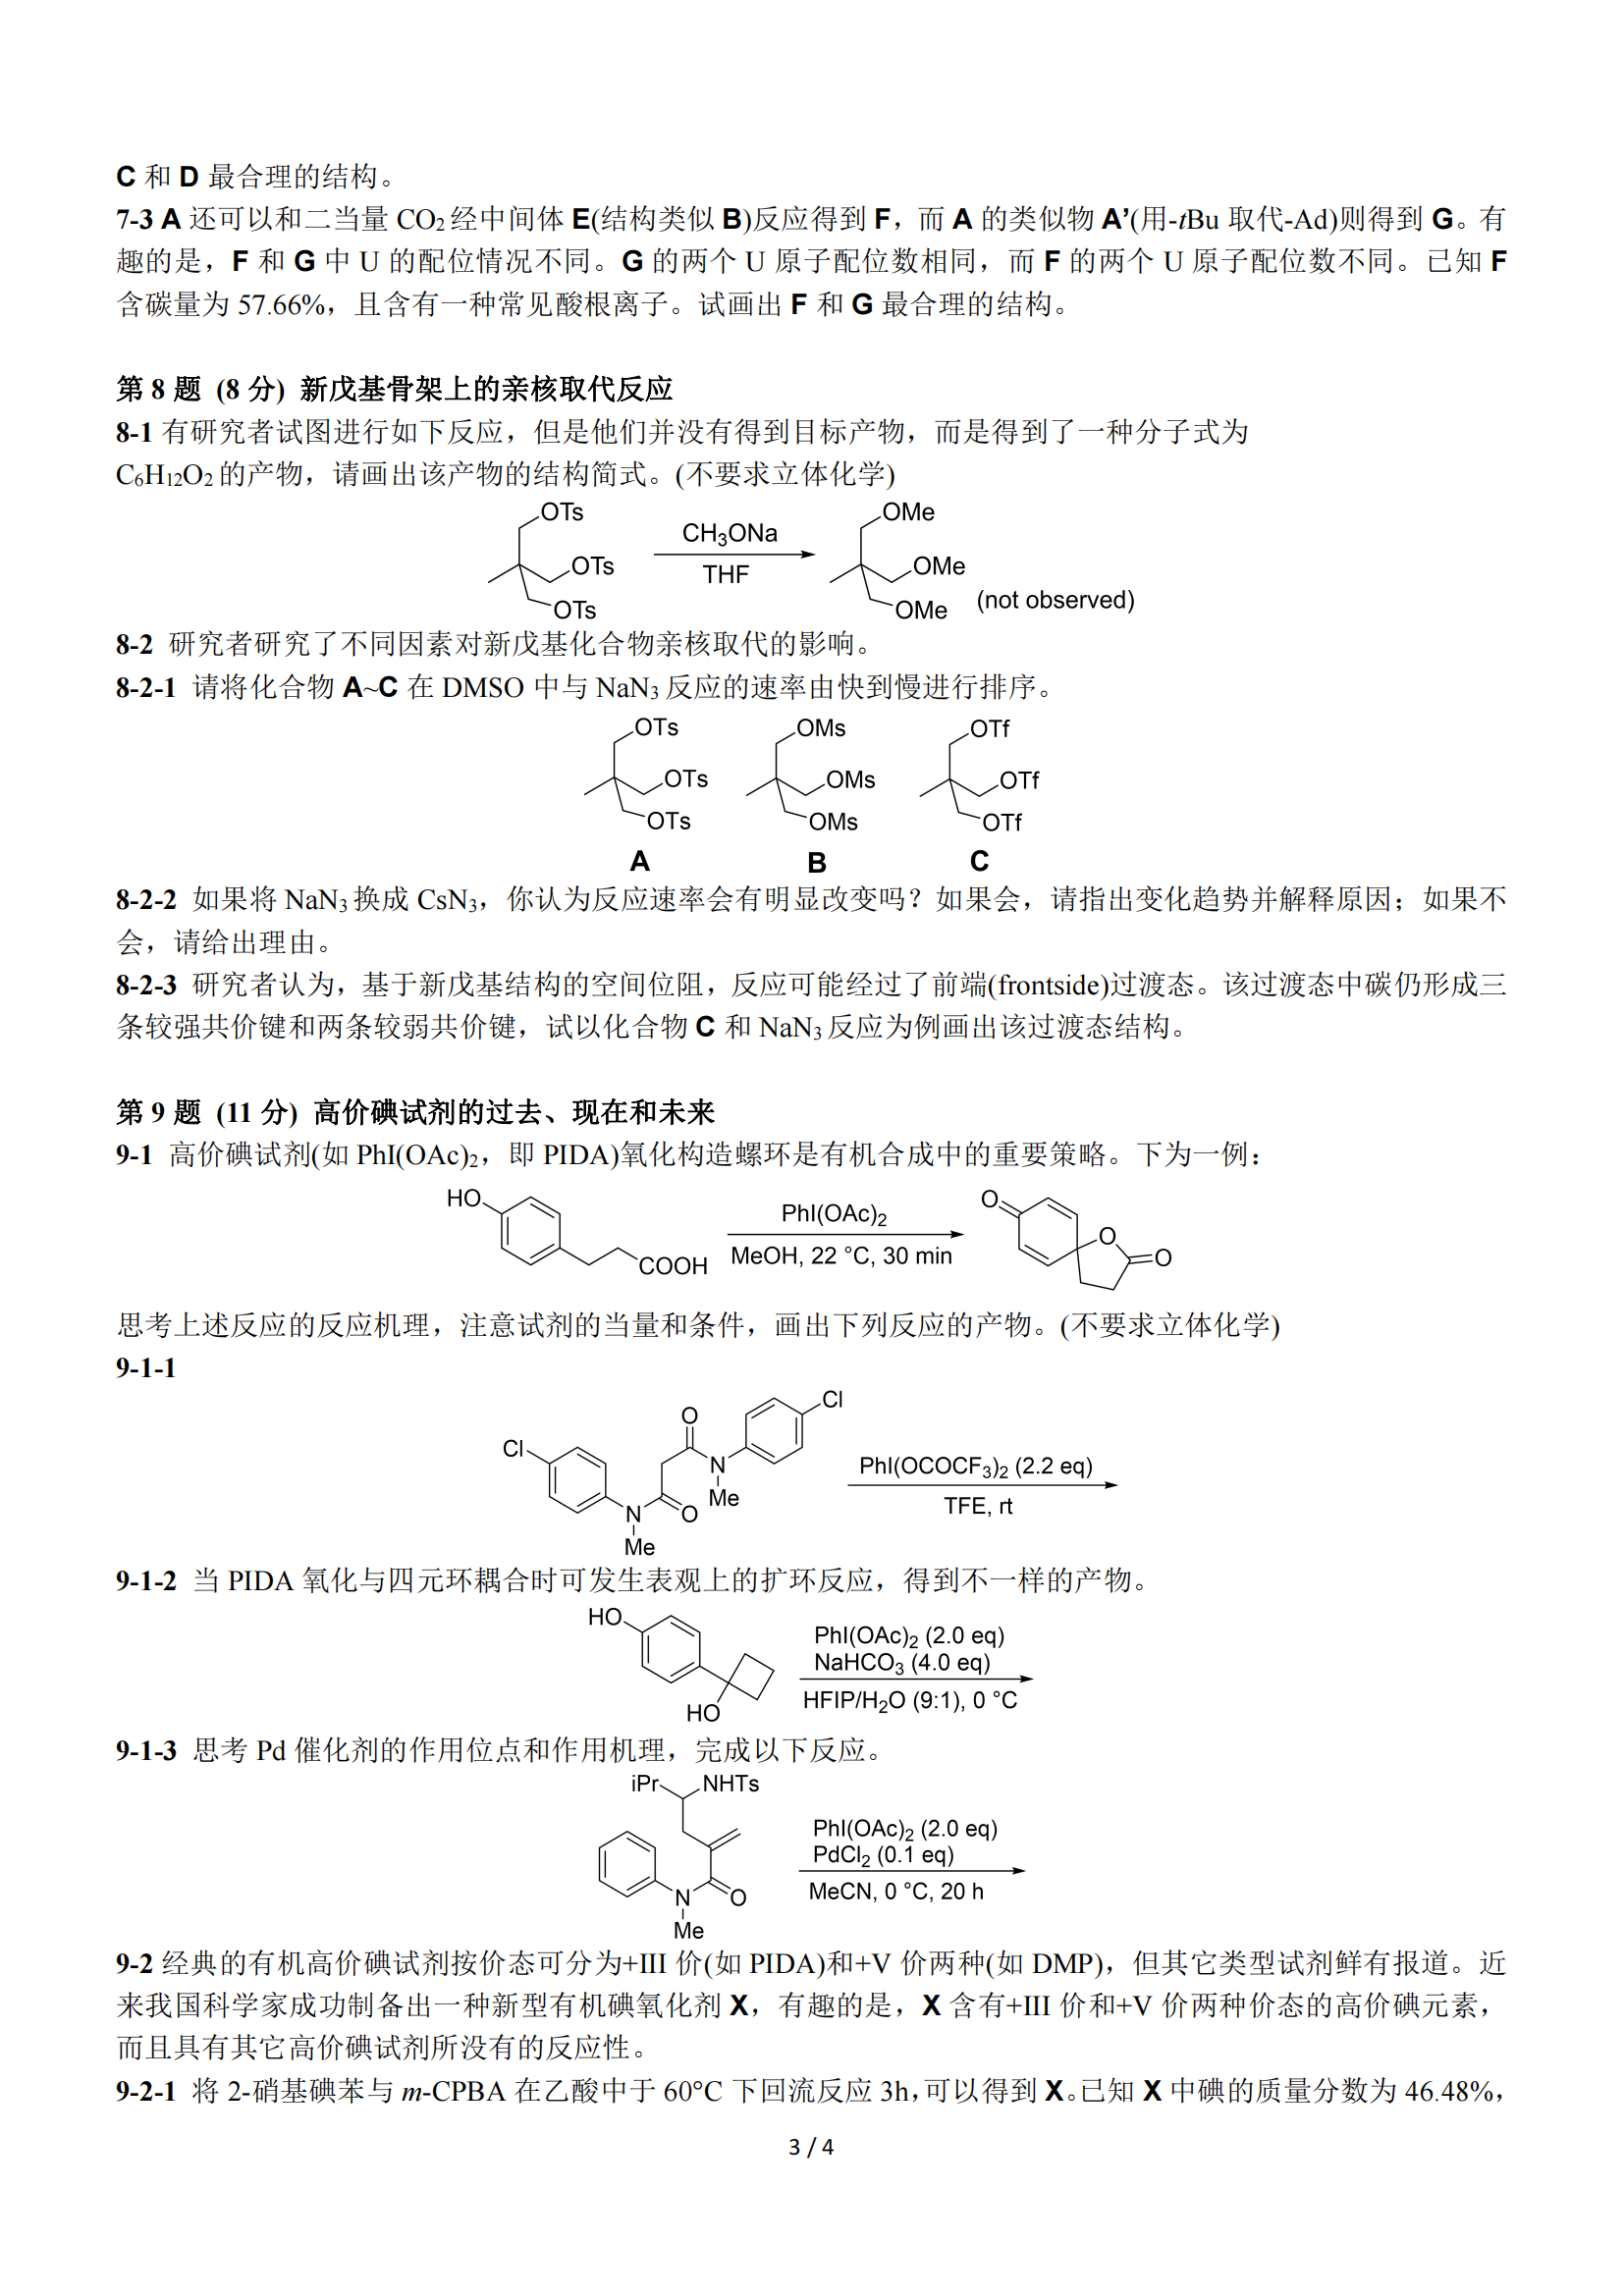 C 和 D 最合理的结构。
7-3 A 还可以和二当量 CO2 经中间体 E(结构类似 B)反应得到 F，而 A 的类似物 A’(用-tBu 取代-Ad)则得到 G。有
趣的是，F 和 G 中 U 的配位情况不同。G 的两个 U 原子配位数相同，而 F 的两个 U 原子配位数不同。已知 F
含碳量为 57.66%，且含有一种常见酸根离子。试画出 F 和 G 最合理的结构。
第 8 题 (8 分) 新戊基骨架上的亲核取代反应
8-1 有研究者试图进行如下反应，但是他们并没有得到目标产物，而是得到了一种分子式为
C6H12O2 的产物，请画出该产物的结构简式。(不要求立体化学)
OTs
OTs
OTs
CH3ONa
THF
OMe
OMe
OMe
(not observed)
8-2 研究者研究了不同因素对新戊基化合物亲核取代的影响。
8-2-1 请将化合物 A~C 在 DMSO 中与 NaN3 反应的速率由快到慢进行排序。
OTs
OTs
OTs
A
OMs
OMs
OMs
B
OTf
OTf
OTf
C
8-2-2 如果将 NaN3 换成 CsN3，你认为反应速率会有明显改变吗？如果会，请指出变化趋势并解释原因；如果不
会，请给出理由。
8-2-3 研究者认为，基于新戊基结构的空间位阻，反应可能经过了前端(frontside)过渡态。该过渡态中碳仍形成三
条较强共价键和两条较弱共价键，试以化合物 C 和 NaN3 反应为例画出该过渡态结构。
第 9 题 (11 分) 高价碘试剂的过去、现在和未来
9-1 高价碘试剂(如 PhI(OAc)2，即 PIDA)氧化构造螺环是有机合成中的重要策略。下为一例：
HO
COOH
PhI(OAc)2
MeOH, 22 °C, 30 min
O
O
O
思考上述反应的反应机理，注意试剂的当量和条件，画出下列反应的产物。(不要求立体化学)
9-1-1
Cl
N
Me
O
O
N
Me
Cl
PhI(OCOCF3)2 (2.2 eq)
TFE, rt
9-1-2 当 PIDA 氧化与四元环耦合时可发生表观上的扩环反应，得到不一样的产物。
HO
HO
PhI(OAc)2 (2.0 eq)
NaHCO3 (4.0 eq)
HFIP/H2O (9:1), 0 °C
9-1-3 思考 Pd 催化剂的作用位点和作用机理，完成以下反应。
iPr
NHTs
N
O
Me
PhI(OAc)2 (2.0 eq)
PdCl2 (0.1 eq)
MeCN, 0 °C, 20 h
9-2 经典的有机高价碘试剂按价态可分为+III 价(如 PIDA)和+V 价两种(如 DMP)，但其它类型试剂鲜有报道。近
来我国科学家成功制备出一种新型有机碘氧化剂 X，有趣的是，X 含有+III 价和+V 价两种价态的高价碘元素，
而且具有其它高价碘试剂所没有的反应性。
9-2-1 将 2-硝基碘苯与 m-CPBA 在乙酸中于 60°C 下回流反应 3h，可以得到 X。已知 X 中碘的质量分数为 46.48%，
3 / 4